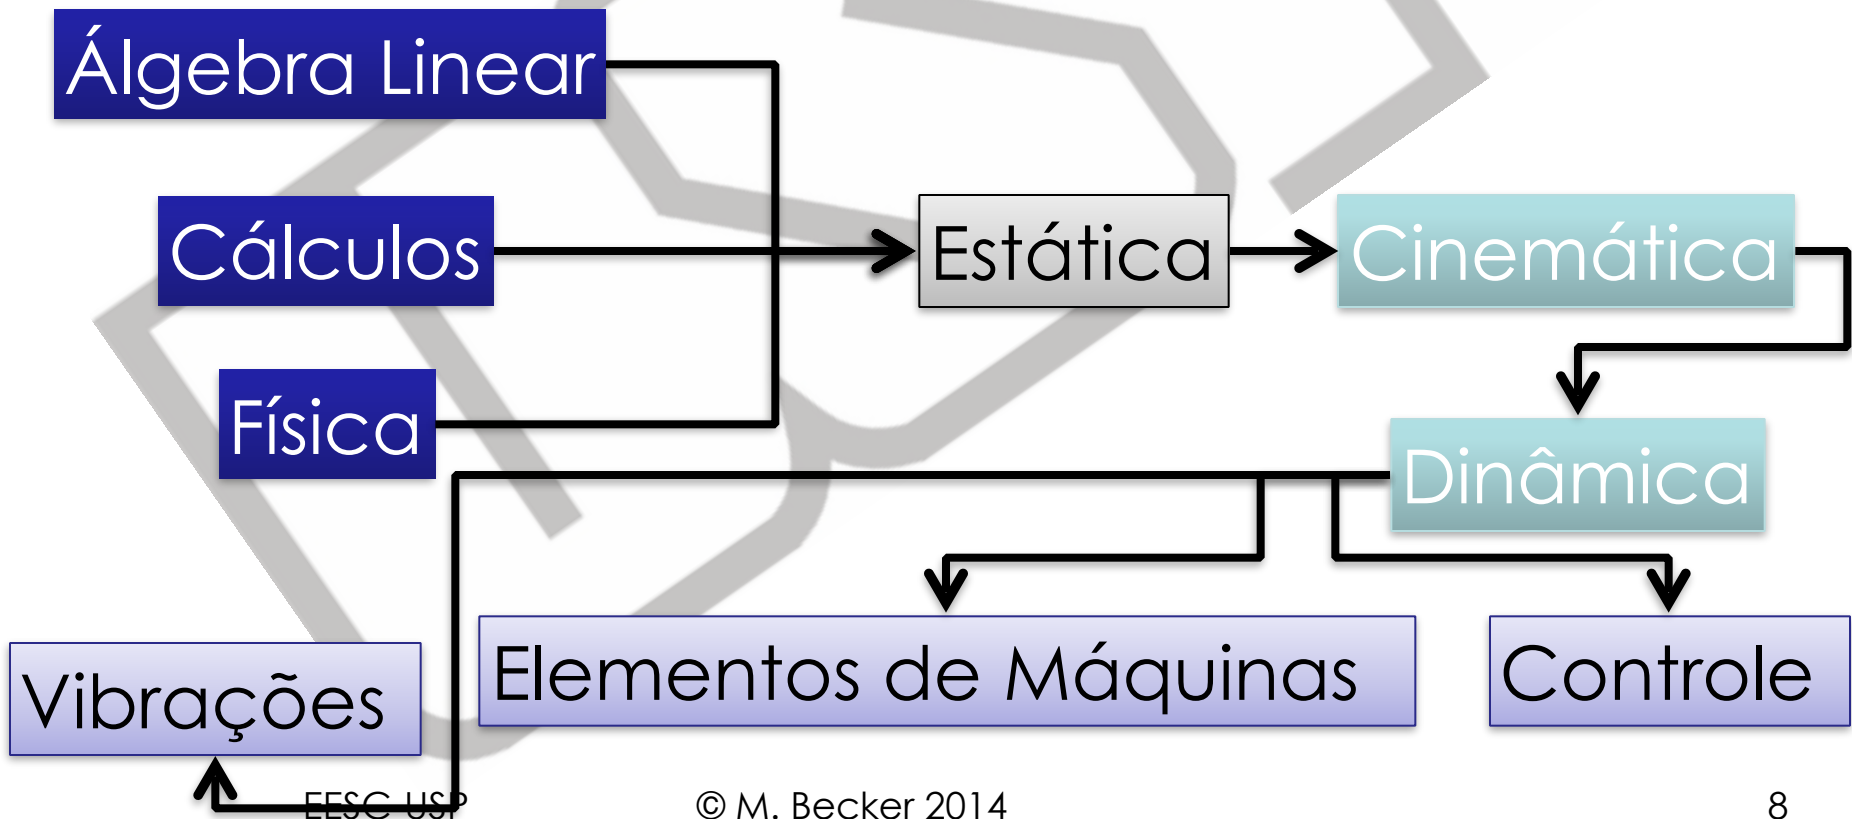 Álgebra Linear
Cálculos
Estática
Cinemática
Física
Dinâmica
Elementos de Máquinas
Controle
Vibrações
EESC-USP
© M. Becker 2014
8